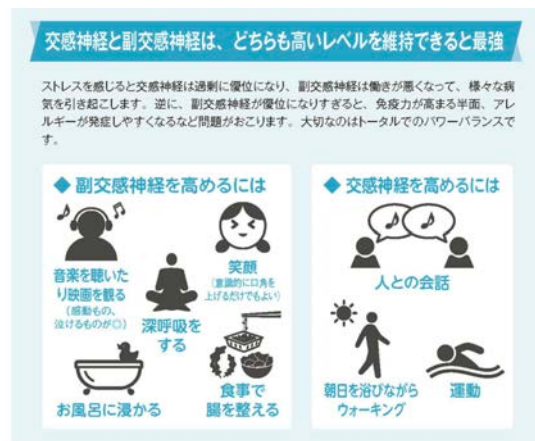 交感神経と副交感神経は、どちらも高いレベルを維持できると最強
ストレスを感じると交感神経は過剰に優位になり、副交感神経は働きが悪くなって、様々な病
気を引き起こします。逆に、副交感神経が優位になりすぎると、免疫力が高まる半面、アレ
ルギーが発症しやすくなるなど問題がおこります。大切なのはトータルでのパワーバランスで
す。
◆ 副交感神経を高めるには
音楽を聴いた
り映画を観る
(感動もの、
泣けるものが◎)
深呼吸を
する
笑顔
(意識的に口角を
上げるだけでもよい)
お風呂に浸かる
食事で
腸を整える
◆ 交感神経を高めるには
人との会話
朝日を浴びながら
ウォーキング
運動